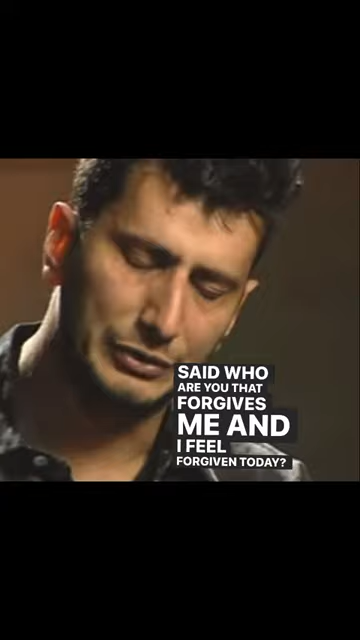 SAID WHO
ARE YOU THAT
FORGIVES
ME AND
I FEEL
FORGIVEN TODAY?